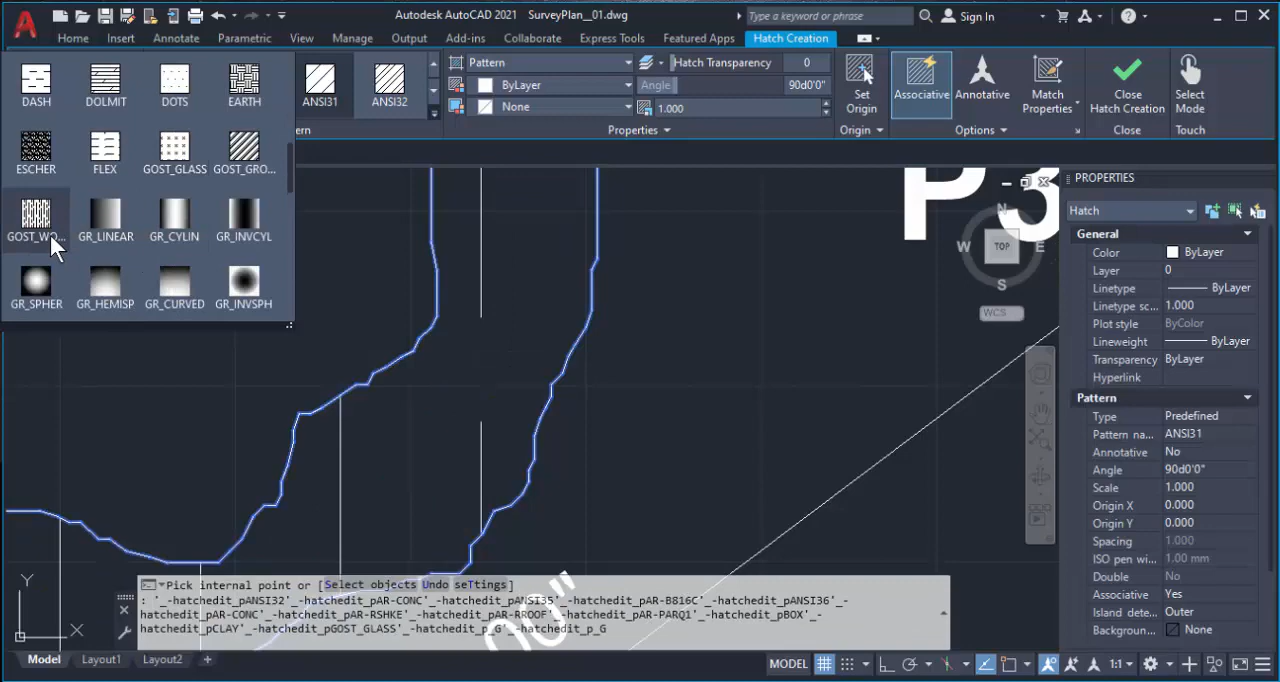 Autodesk AutoCAD 2021 SurveyPlan_01.dwg
Type a keyword or phrase
Sign In
Home Insert Annotate Parametric View Manage Output Add-ins Collaborate Express Tools Featured Apps Hatch Creation
DASH DOLMIT DOTS EARTH
ANSI31 ANSI32
ESCHER FLEX GOST_GLASS GOST_GRO...
GOST_WO... GR_LINEAR GR_CYLIN GR_INVCYL
GR_SPHER GR_HEMISP GR_CURVED GR_INVSPH
Pattern
ByLayer
None
Hatch Transparency 0
Angle 90d0'0"
1.000
Properties
Set
Origin
Origin
Associative
Annotative
Match
Properties
Options
Close
Hatch Creation
Close
Select
Mode
Touch
P3
N
W TOP E
S
WCS
PROPERTIES
Hatch
General
Color ByLayer
Layer 0
Linetype ByLayer
Linetype sc... 1.000
Plot style ByColor
Lineweight ByLayer
Transparency ByLayer
Hyperlink
Pattern
Type Predefined
Pattern na... ANSI31
Annotative No
Angle 90d0'0"
Scale 1.000
Origin X 0.000
Origin Y 0.000
Spacing 1.000
ISO pen wi... 1.00 mm
Double No
Associative Yes
Island dete... Outer
Backgroun... None
Y
X
00"
Pick internal point or [Select objects Undo seTtings]
: '_-hatchedit_pANSI32'_-hatchedit_pAR-CONC'_-hatchedit_pANSI35'_-hatchedit_pAR-B816C'_-hatchedit_pANSI36'_-
hatchedit_pAR-CONC'_-hatchedit_pAR-RSHKE'_-hatchedit_pAR-RROOF'_-hatchedit_pAR-PARQ1'_-hatchedit_pBOX'_-
hatchedit_pCLAY'_-hatchedit_pGOST_GLASS'_-hatchedit_p_G'_-hatchedit_p_G
Model Layout1 Layout2 +
MODEL 1:1